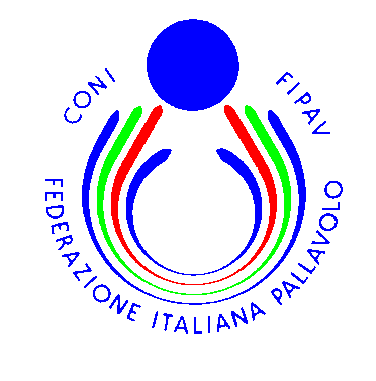 CONI
FIPAV
FEDERAZIONE ITALIANA PALLAVOLO